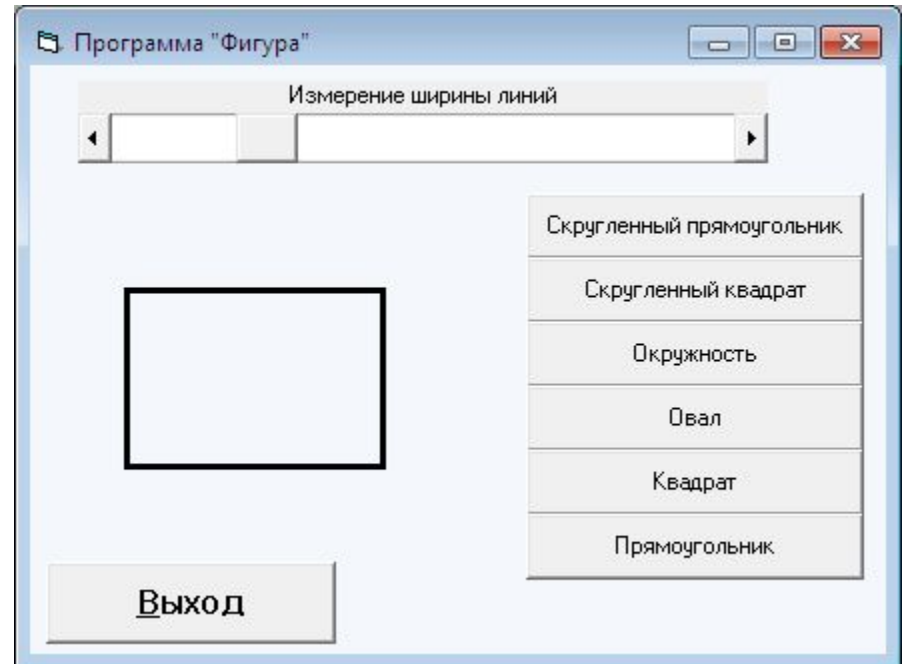 Программа "Фигура"
Измерение ширины линий
Скругленный прямоугольник
Скругленный квадрат
Окружность
Овал
Квадрат
Прямоугольник
Выход